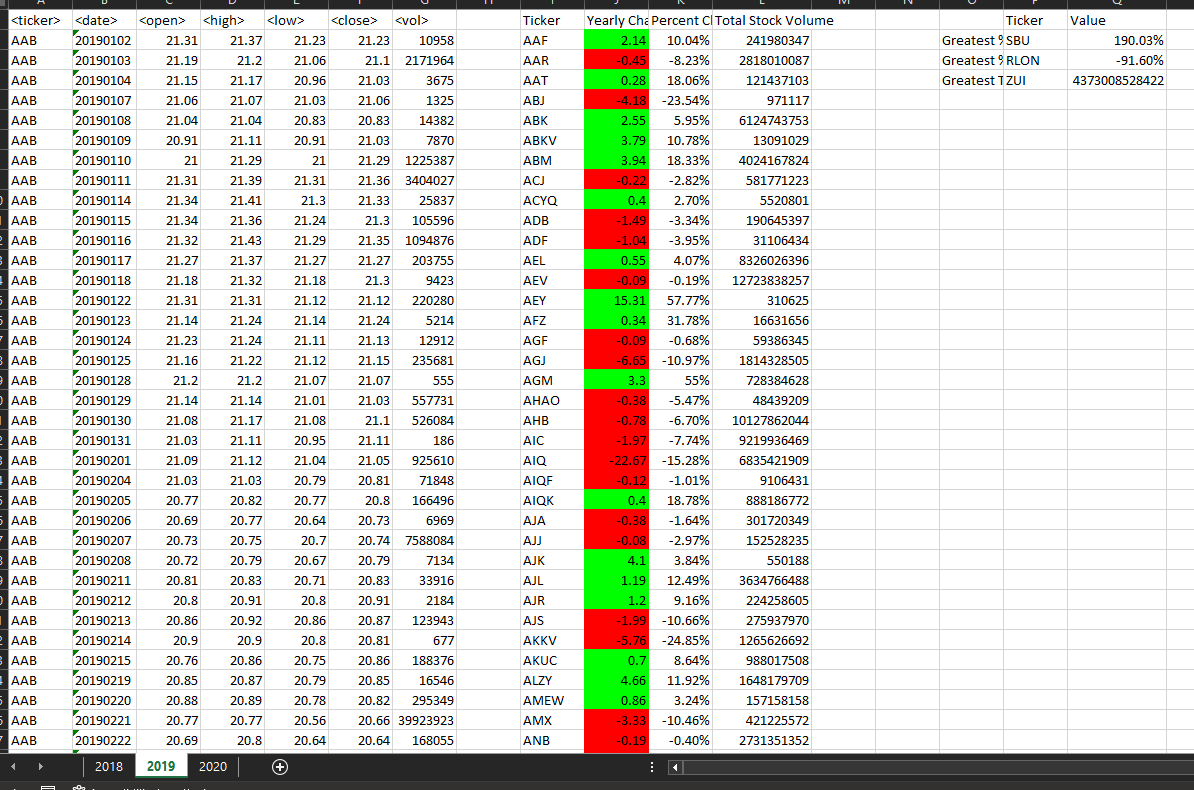 <ticker> <date> <open> <high> <low> <close> <vol> Ticker Yearly Cha Percent Cl Total Stock Volume Ticker Value
AAB 20190102 21.31 21.37 21.23 21.23 10958 AAF 2.14 10.04% 241980347 Greatest % SBU 190.03%
AAB 20190103 21.19 21.2 21.06 21.1 2171964 AAR -0.45 -8.23% 2818010087 Greatest % RLON -91.60%
AAB 20190104 21.15 21.17 20.96 21.03 3675 AAT 0.28 18.06% 121437103 Greatest T ZUI 4373008528422
AAB 20190107 21.06 21.07 21.03 21.06 1325 ABJ -4.18 -23.54% 971117
AAB 20190108 21.04 21.04 20.83 20.83 14382 ABK 2.55 5.95% 6124743753
AAB 20190109 20.91 21.11 20.91 21.03 7870 ABKV 3.79 10.78% 13091029
AAB 20190110 21 21.29 21 21.29 1225387 ABM 3.94 18.33% 4024167824
AAB 20190111 21.31 21.39 21.31 21.36 3404027 ACJ -0.22 -2.82% 581771223
AAB 20190114 21.34 21.41 21.3 21.33 25837 ACYQ 0.4 2.70% 5520801
AAB 20190115 21.34 21.36 21.24 21.3 105596 ADB -1.49 -3.34% 190645397
AAB 20190116 21.32 21.43 21.29 21.35 1094876 ADF -1.04 -3.95% 31106434
AAB 20190117 21.27 21.37 21.27 21.27 203755 AEL 0.55 4.07% 8326026396
AAB 20190118 21.18 21.32 21.18 21.3 9423 AEV -0.09 -0.19% 12723838257
AAB 20190122 21.31 21.31 21.12 21.12 220280 AEY 15.31 57.77% 310625
AAB 20190123 21.14 21.24 21.14 21.24 5214 AFZ 0.34 31.78% 16631656
AAB 20190124 21.23 21.24 21.11 21.13 12912 AGF -0.09 -0.68% 59386345
AAB 20190125 21.16 21.22 21.12 21.15 235681 AGJ -6.65 -10.97% 1814328505
AAB 20190128 21.2 21.2 21.07 21.07 555 AGM 3.3 55% 728384628
AAB 20190129 21.14 21.14 21.01 21.03 557731 AHAO -0.38 -5.47% 48439209
AAB 20190130 21.08 21.17 21.08 21.1 526084 AHB -0.78 -6.70% 10127862044
AAB 20190131 21.03 21.11 20.95 21.11 186 AIC -1.97 -7.74% 9219936469
AAB 20190201 21.09 21.12 21.04 21.05 925610 AIQ -22.67 -15.28% 6835421909
AAB 20190204 21.03 21.03 20.79 20.81 71848 AIQF -0.12 -1.01% 9106431
AAB 20190205 20.77 20.82 20.77 20.8 166496 AIQK 0.4 18.78% 888186772
AAB 20190206 20.69 20.77 20.64 20.73 6969 AJA -0.38 -1.64% 301720349
AAB 20190207 20.73 20.75 20.7 20.74 7588084 AJJ -0.08 -2.97% 152528235
AAB 20190208 20.72 20.79 20.67 20.79 7134 AJK 4.1 3.84% 550188
AAB 20190211 20.81 20.83 20.71 20.83 33916 AJL 1.19 12.49% 3634766488
AAB 20190212 20.8 20.91 20.8 20.91 2184 AJR 1.2 9.16% 224258605
AAB 20190213 20.86 20.92 20.86 20.87 123943 AJS -1.99 -10.66% 275937970
AAB 20190214 20.9 20.9 20.8 20.81 677 AKKV -5.76 -24.85% 1265626692
AAB 20190215 20.76 20.86 20.75 20.86 188376 AKUC 0.7 8.64% 988017508
AAB 20190219 20.85 20.87 20.79 20.85 16546 ALZY 4.66 11.92% 1648179709
AAB 20190220 20.88 20.89 20.78 20.82 295349 AMEW 0.86 3.24% 157158158
AAB 20190221 20.77 20.77 20.56 20.66 39923923 AMX -3.33 -10.46% 421225572
AAB 20190222 20.69 20.8 20.64 20.64 168055 ANB -0.19 -0.40% 2731351352
2018 2019 2020